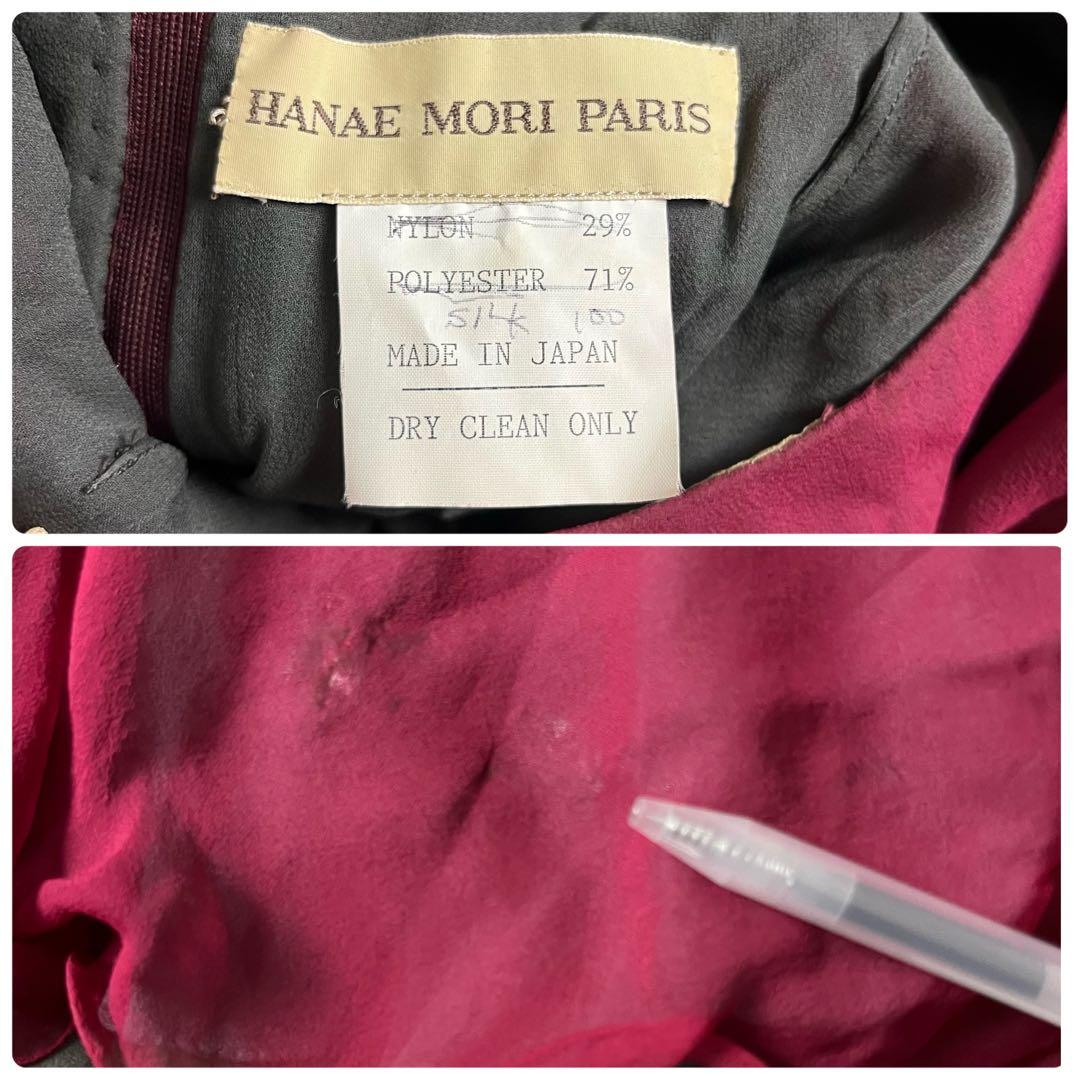 HANAE MORI PARIS
NYLON 29%
POLYESTER 71%
silk 100
MADE IN JAPAN
DRY CLEAN ONLY